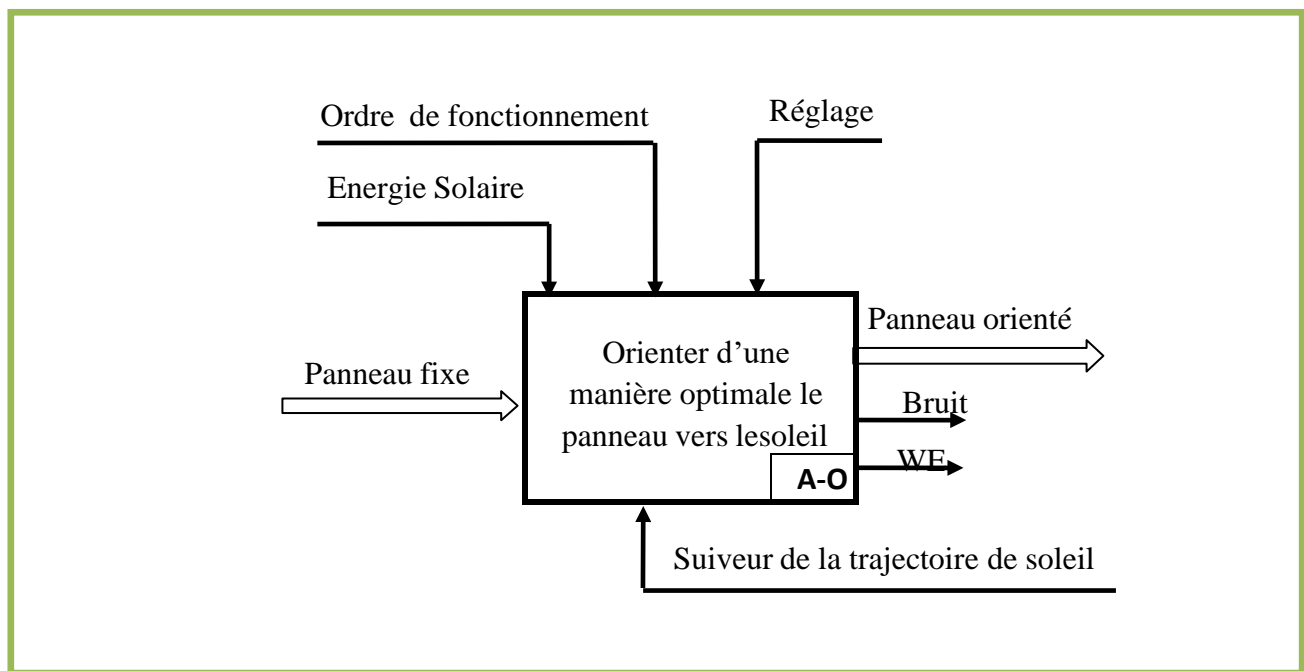 Ordre de fonctionnement
Réglage
Energie Solaire
Panneau orienté
Orienter d’une
manière optimale le
panneau vers lesoleil
Panneau fixe
Bruit
WE
A-O
Suiveur de la trajectoire de soleil